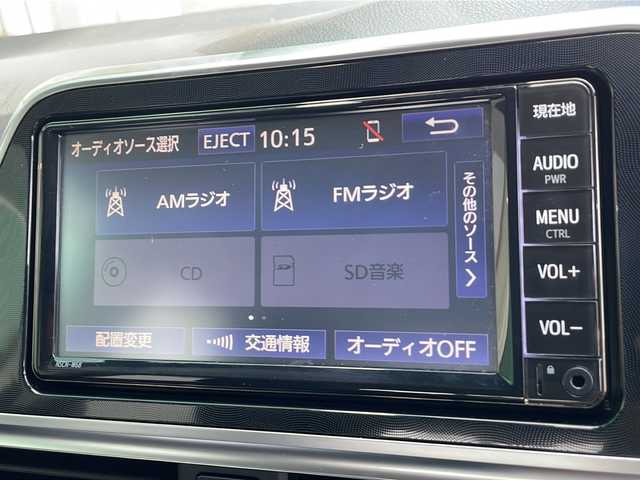 オーディオソース選択 EJECT 10:15
AMラジオ FMラジオ
CD SD音楽
その他のソース
配置変更 交通情報 オーディオOFF
NSCN-W68
現在地
AUDIO
PWR
MENU
CTRL
VOL+
VOL−